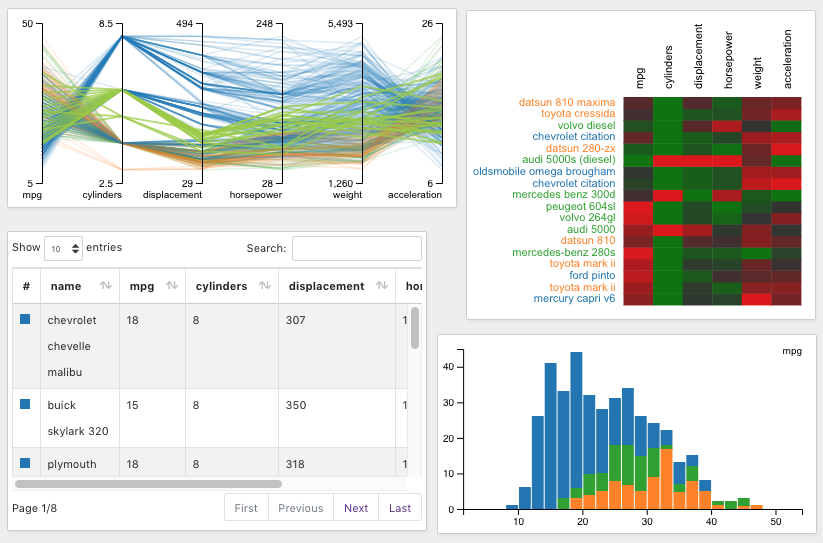 50 8.5 494 248 5,493 26
5 2.5 29 28 1,260 6
mpg cylinders displacement horsepower weight acceleration
mpg cylinders displacement horsepower weight acceleration
datsun 810 maxima
toyota cressida
volvo diesel
chevrolet citation
datsun 280-zx
audi 5000s (diesel)
oldsmobile omega brougham
chevrolet citation
mercedes benz 300d
peugeot 604sl
volvo 264gl
audi 5000
datsun 810
mercedes-benz 280s
toyota mark ii
ford pinto
toyota mark ii
mercury capri v6
Show 10 entries Search:
# name mpg cylinders displacement hor
chevrolet 18 8 307 1
chevelle
malibu
buick 15 8 350 1
skylark 320
plymouth 18 8 318 1
Page 1/8 First Previous Next Last
mpg
40
30
20
10
0
10 20 30 40 50